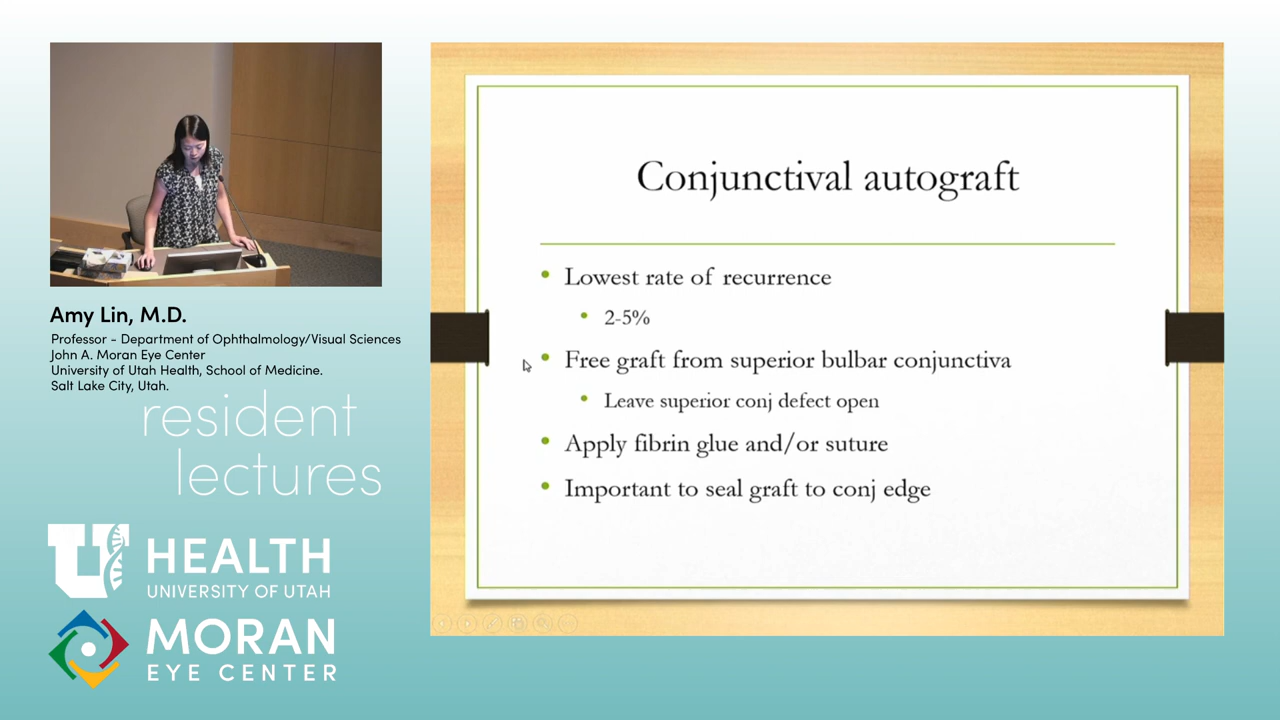 Amy Lin, M.D.
Professor - Department of Ophthalmology/Visual Sciences
John A. Moran Eye Center
University of Utah Health, School of Medicine.
Salt Lake City, Utah.
resident
lectures
U HEALTH
UNIVERSITY OF UTAH
MORAN
EYE CENTER
Conjunctival autograft
• Lowest rate of recurrence
• 2-5%
• Free graft from superior bulbar conjunctiva
• Leave superior conj defect open
• Apply fibrin glue and/or suture
• Important to seal graft to conj edge